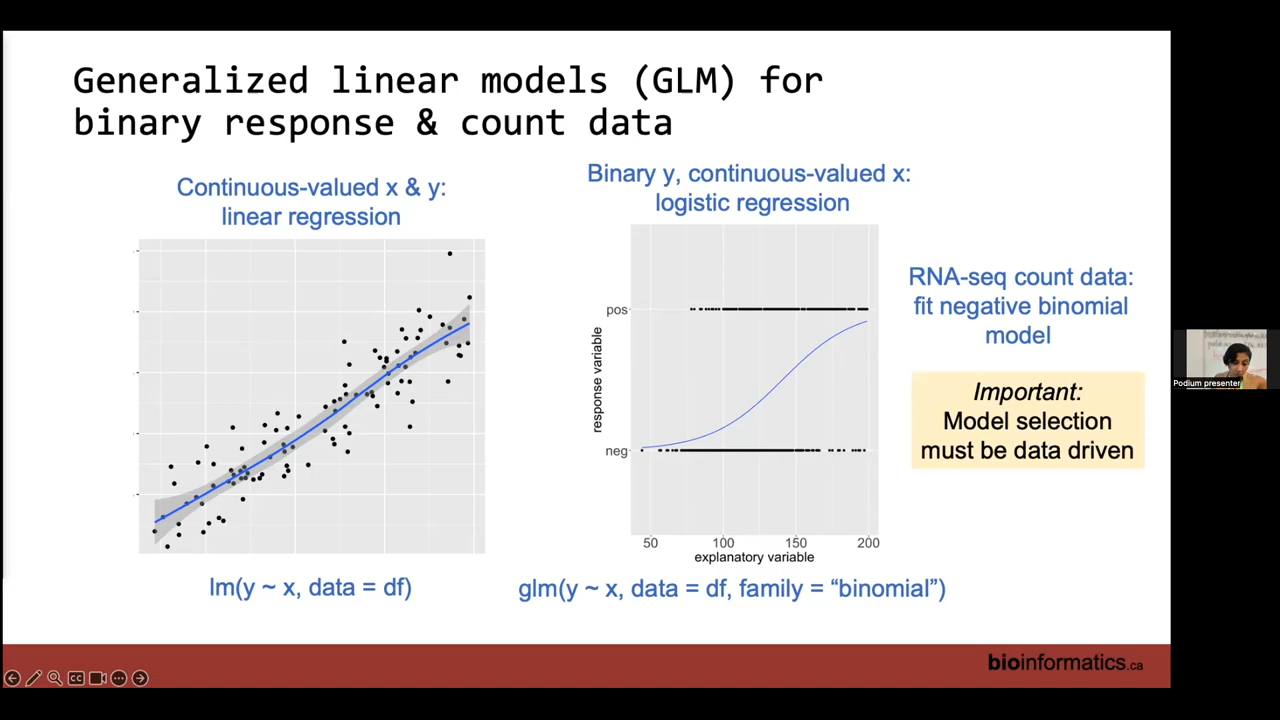 Generalized linear models (GLM) for
binary response & count data
Continuous-valued x & y:
linear regression
lm(y ~ x, data = df)
Binary y, continuous-valued x:
logistic regression
response variable
pos
neg
50 100 150 200
explanatory variable
glm(y ~ x, data = df, family = “binomial”)
RNA-seq count data:
fit negative binomial
model
Important:
Model selection
must be data driven
bioinformatics.ca
CC
Podium presenter